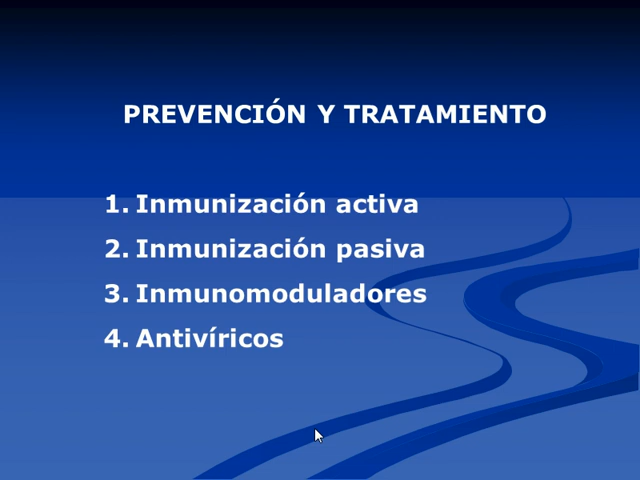 PREVENCIÓN Y TRATAMIENTO
1. Inmunización activa
2. Inmunización pasiva
3. Inmunomoduladores
4. Antivíricos